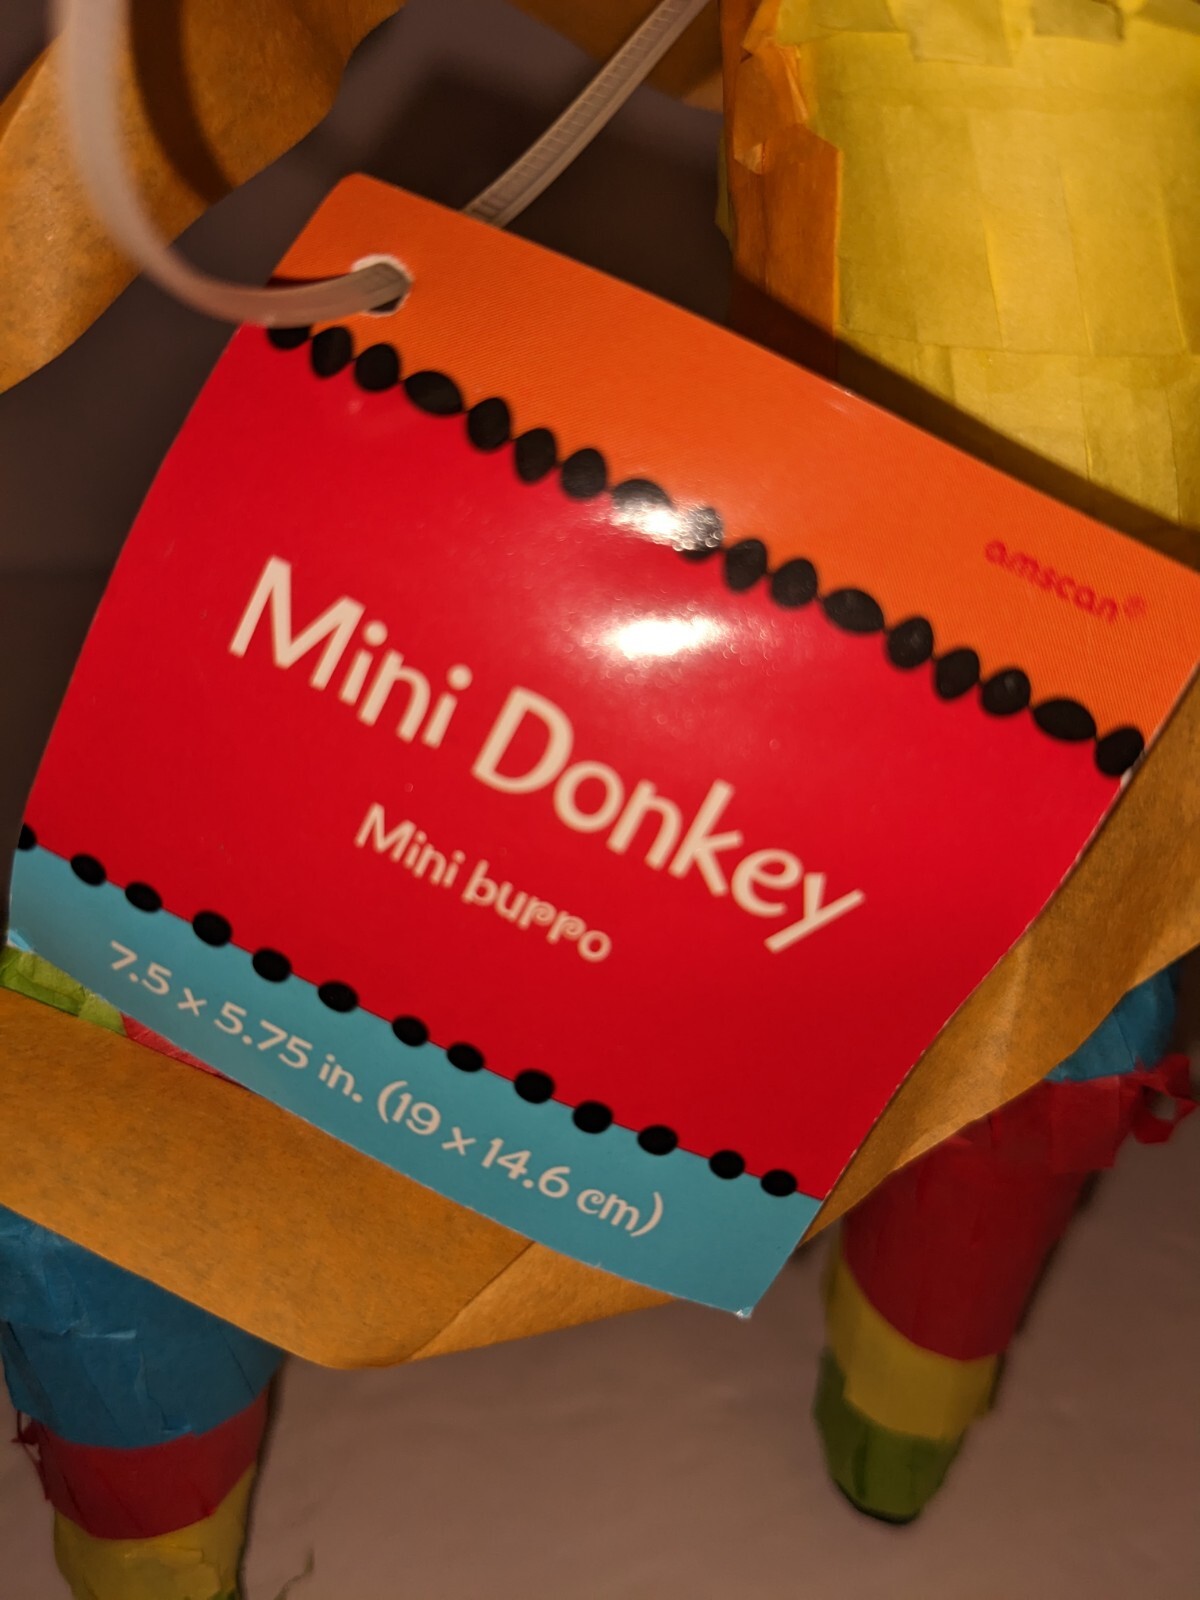 amscan®
Mini Donkey
Mini burro
7.5 x 5.75 in. (19 x 14.6 cm)